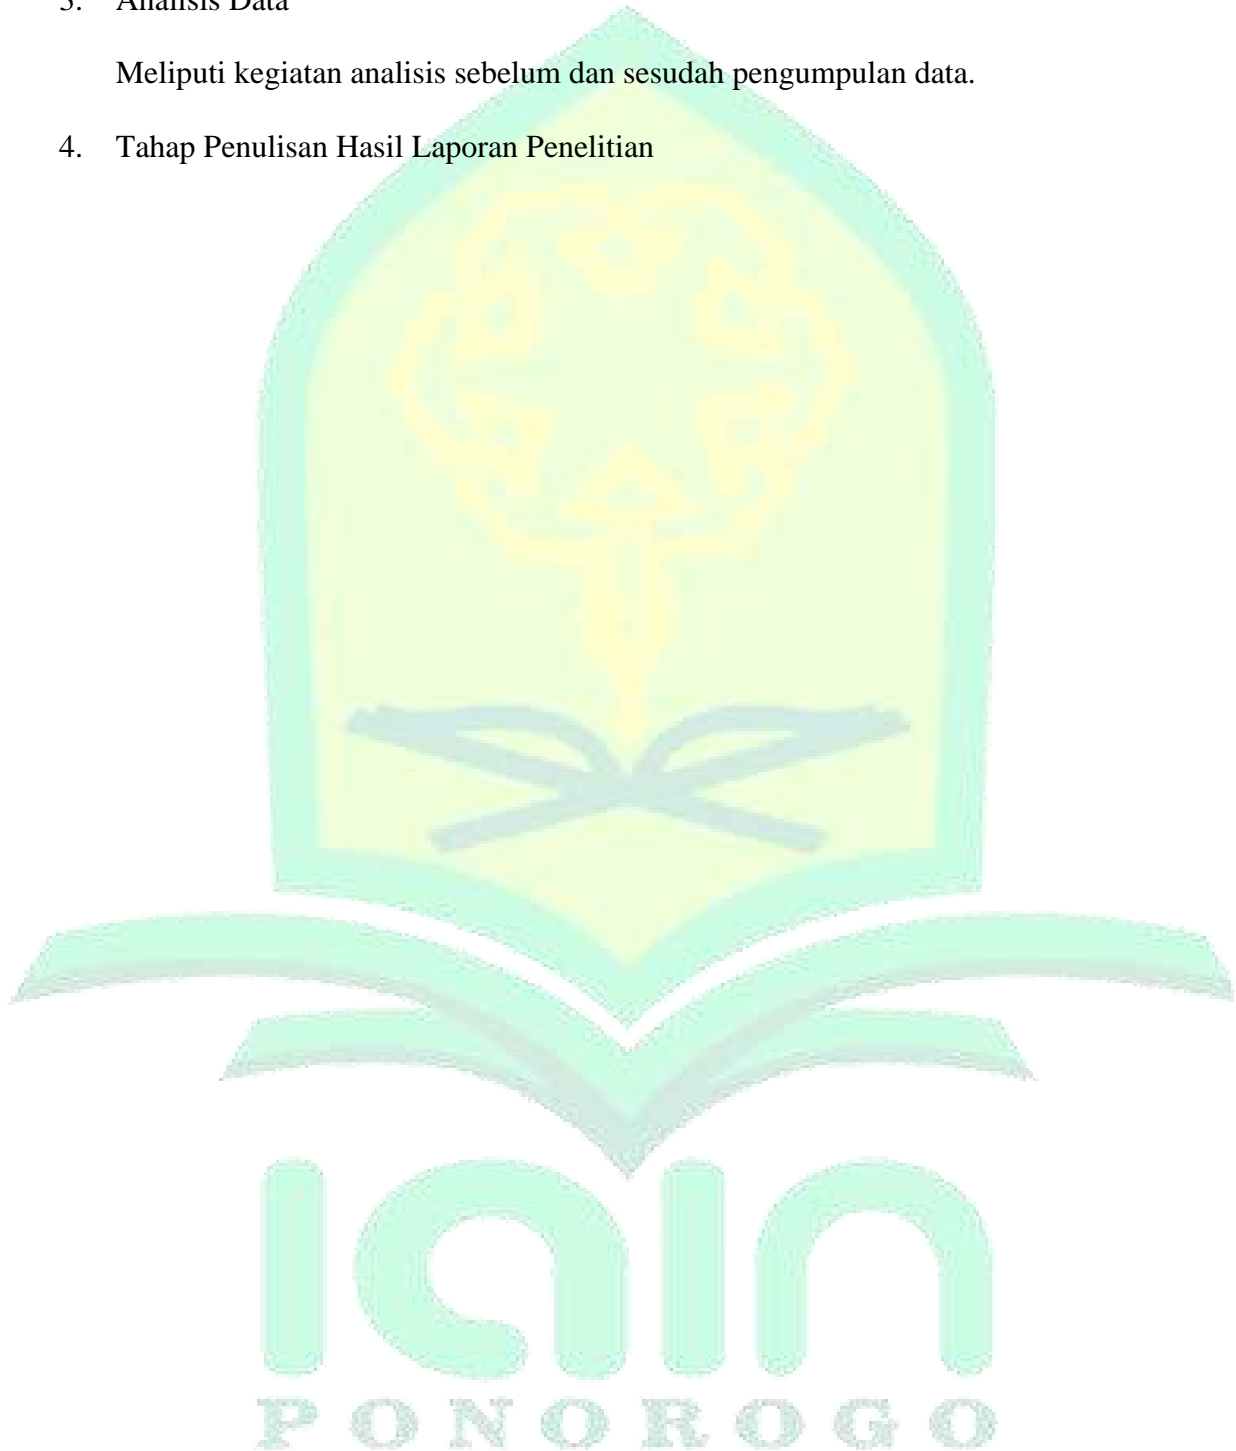 3. Analisis Data
Meliputi kegiatan analisis sebelum dan sesudah pengumpulan data.
4. Tahap Penulisan Hasil Laporan Penelitian
iain
PONOROGO